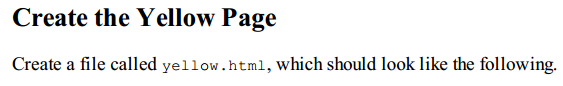 Create the Yellow Page
Create a file called yellow.html, which should look like the following.